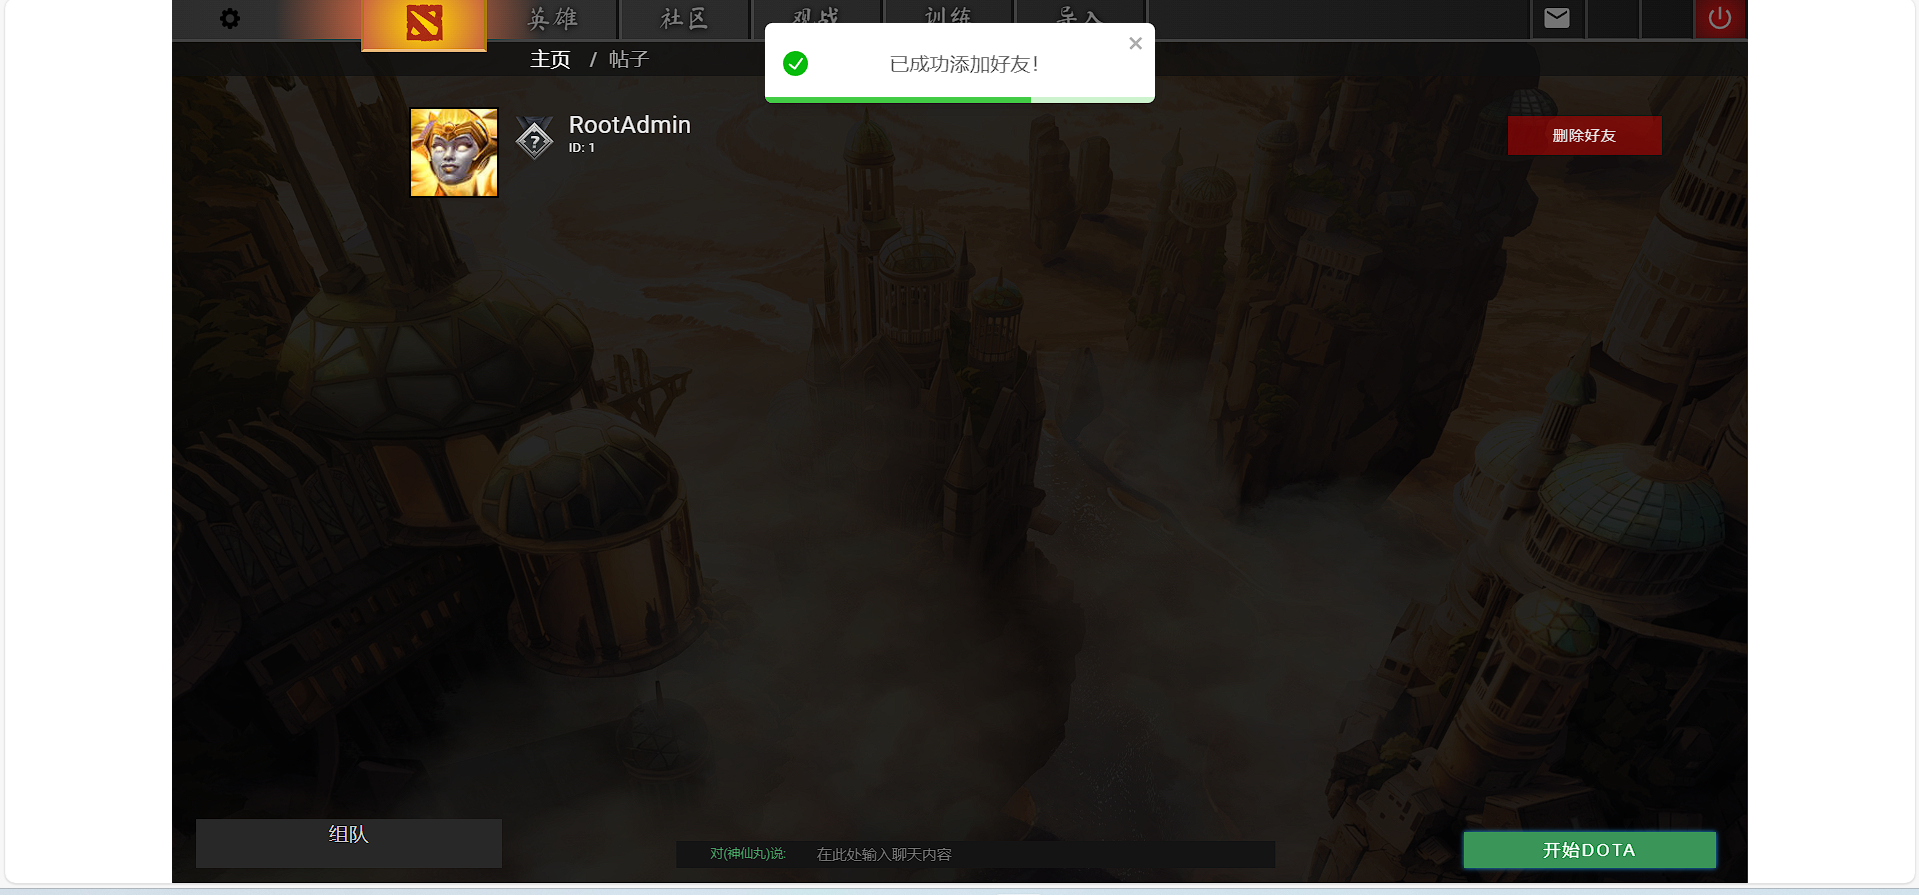 英雄
社区
观战
训练
导入
已成功添加好友!
主页 / 帖子
RootAdmin
ID: 1
删除好友
组队
对(神仙丸)说: 在此处输入聊天内容
开始DOTA